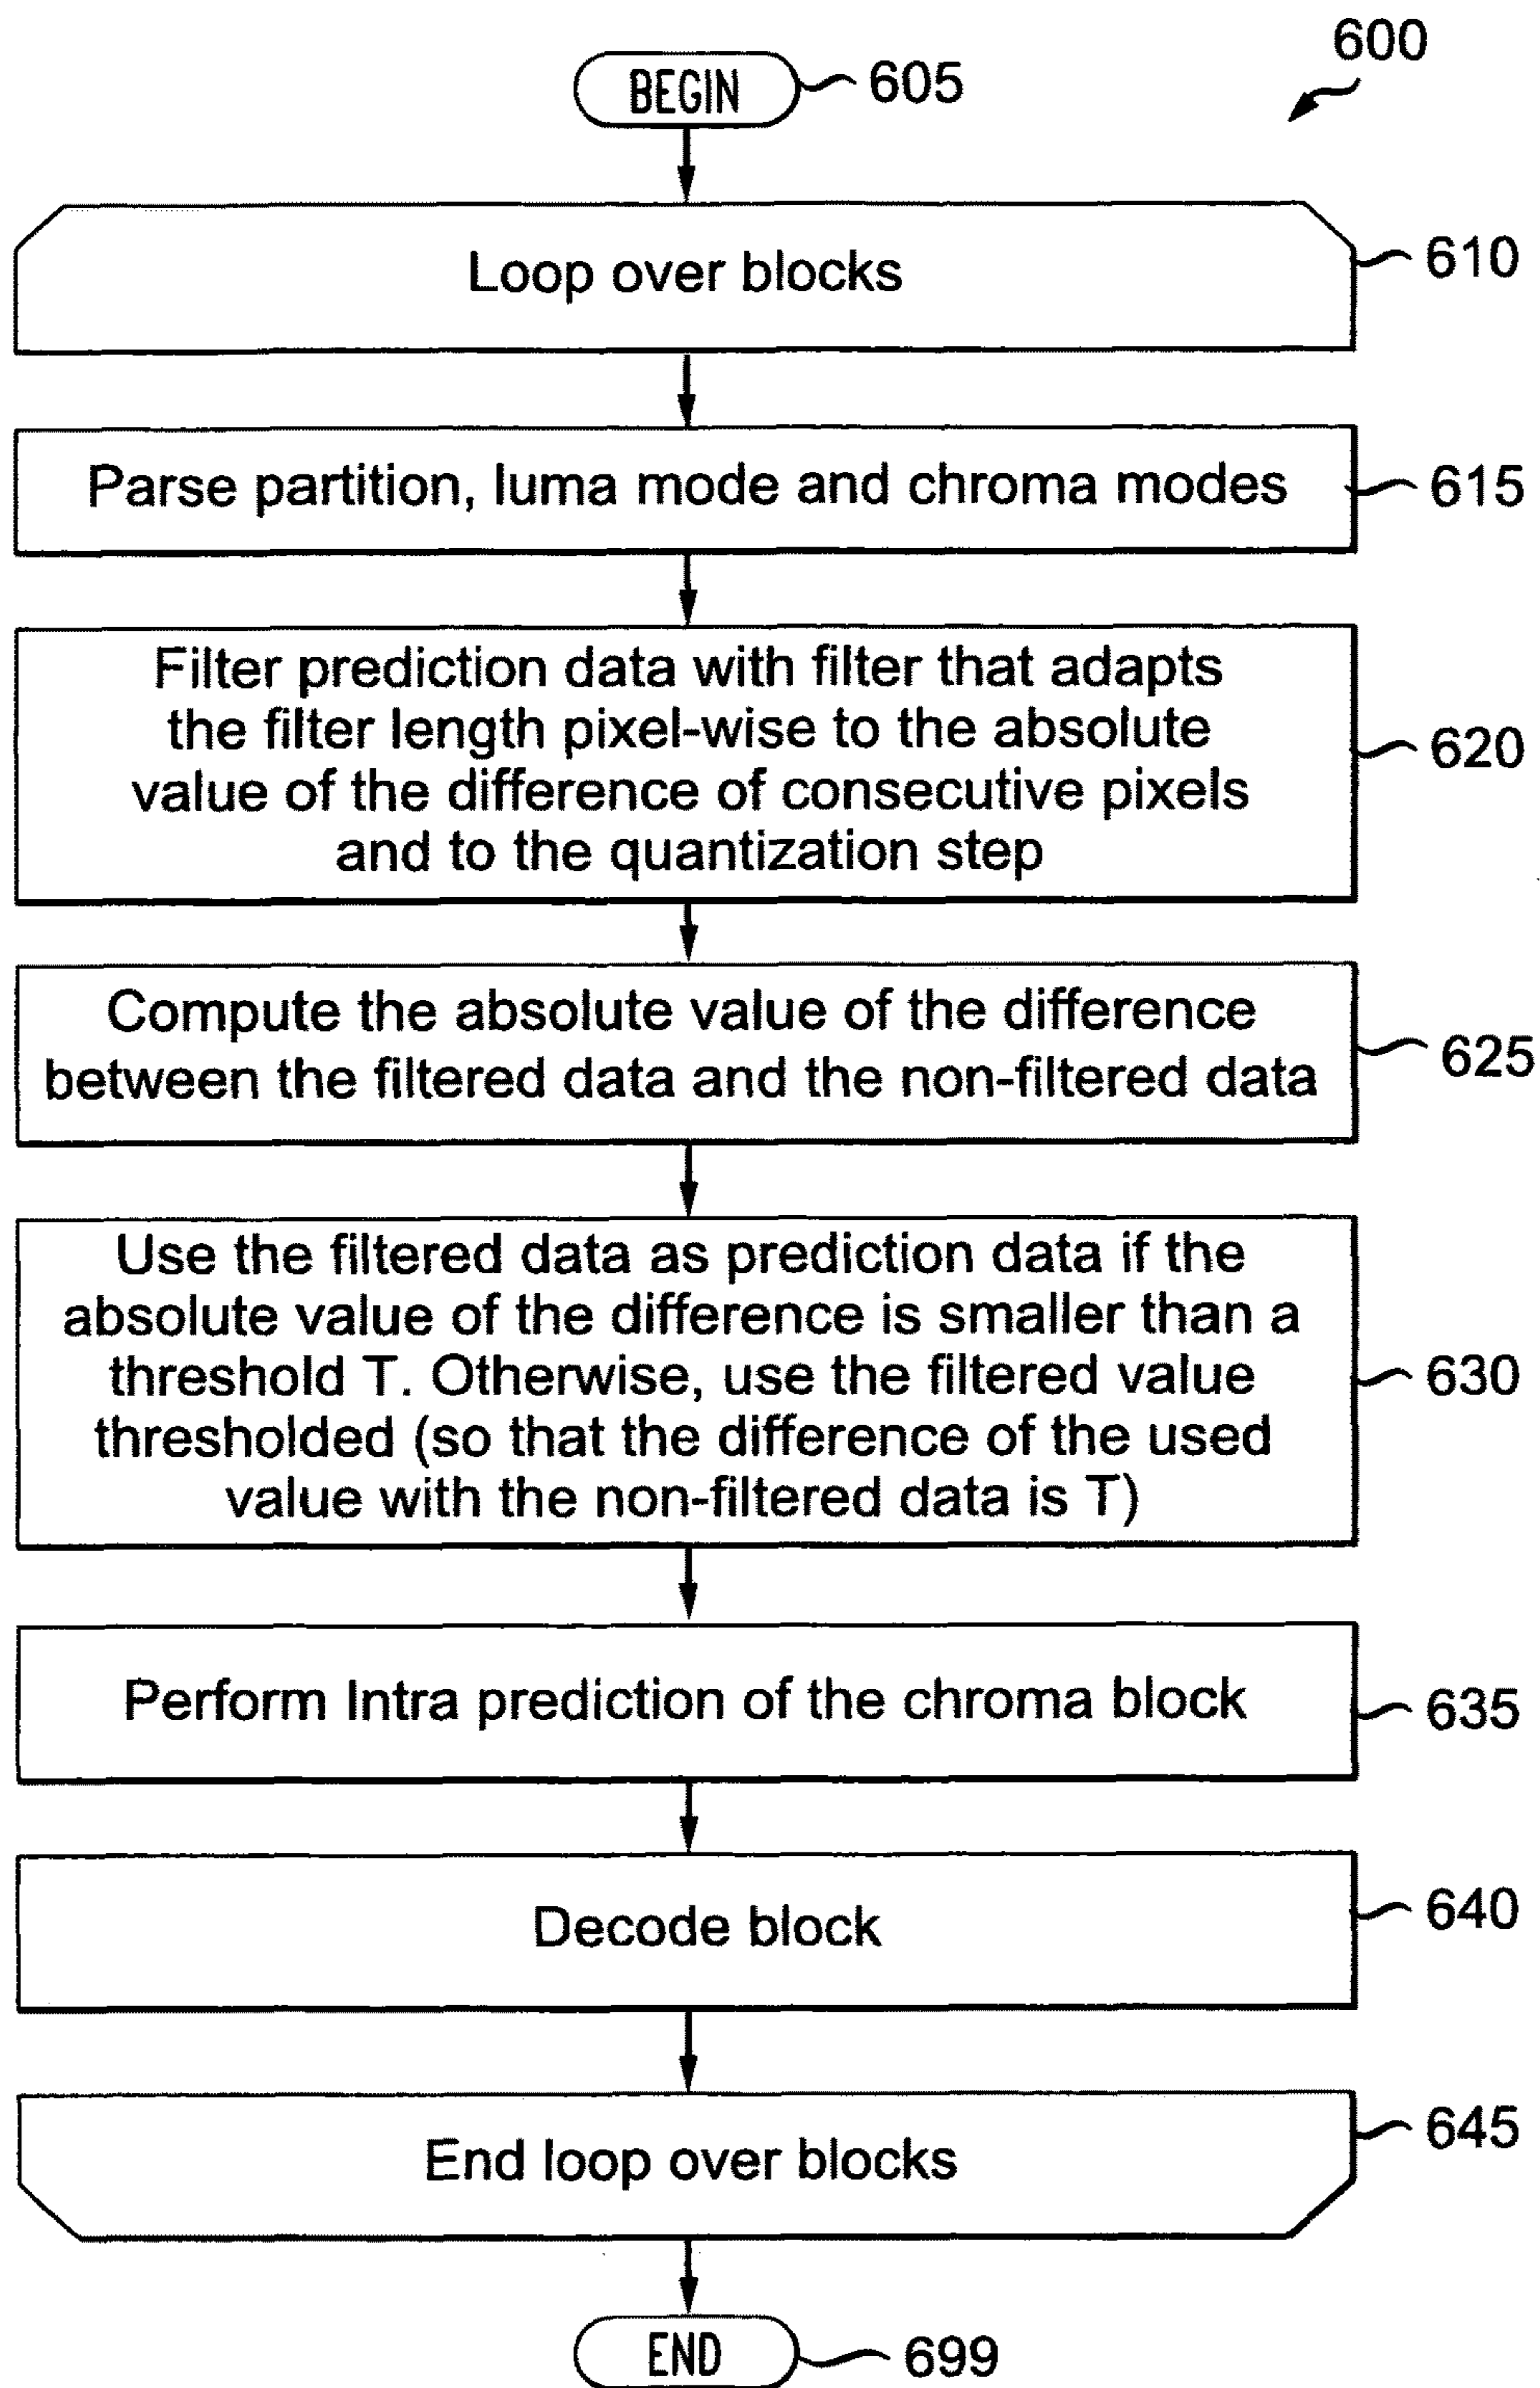 600
BEGIN
605
Loop over blocks
610
Parse partition, luma mode and chroma modes
615
Filter prediction data with filter that adapts
the filter length pixel-wise to the absolute
value of the difference of consecutive pixels
and to the quantization step
620
Compute the absolute value of the difference
between the filtered data and the non-filtered data
625
Use the filtered data as prediction data if the
absolute value of the difference is smaller than a
threshold T. Otherwise, use the filtered value
thresholded (so that the difference of the used
value with the non-filtered data is T)
630
Perform Intra prediction of the chroma block
635
Decode block
640
End loop over blocks
645
END
699